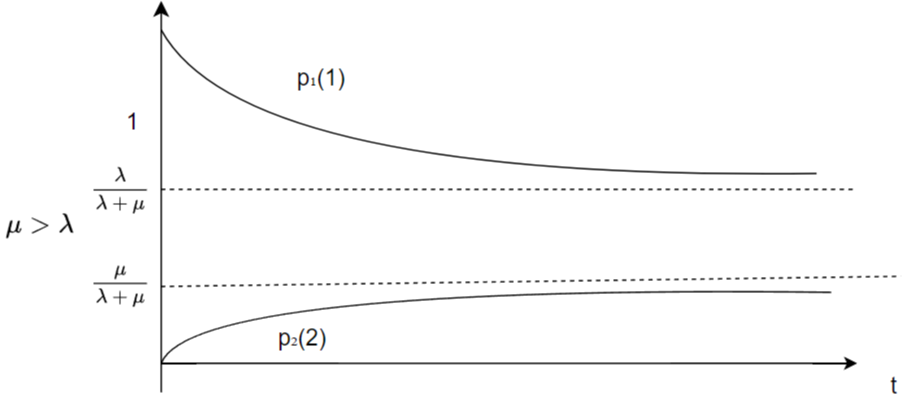 p₁(1)
1
λ/(λ + μ)
μ > λ
μ/(λ + μ)
p₂(2)
t